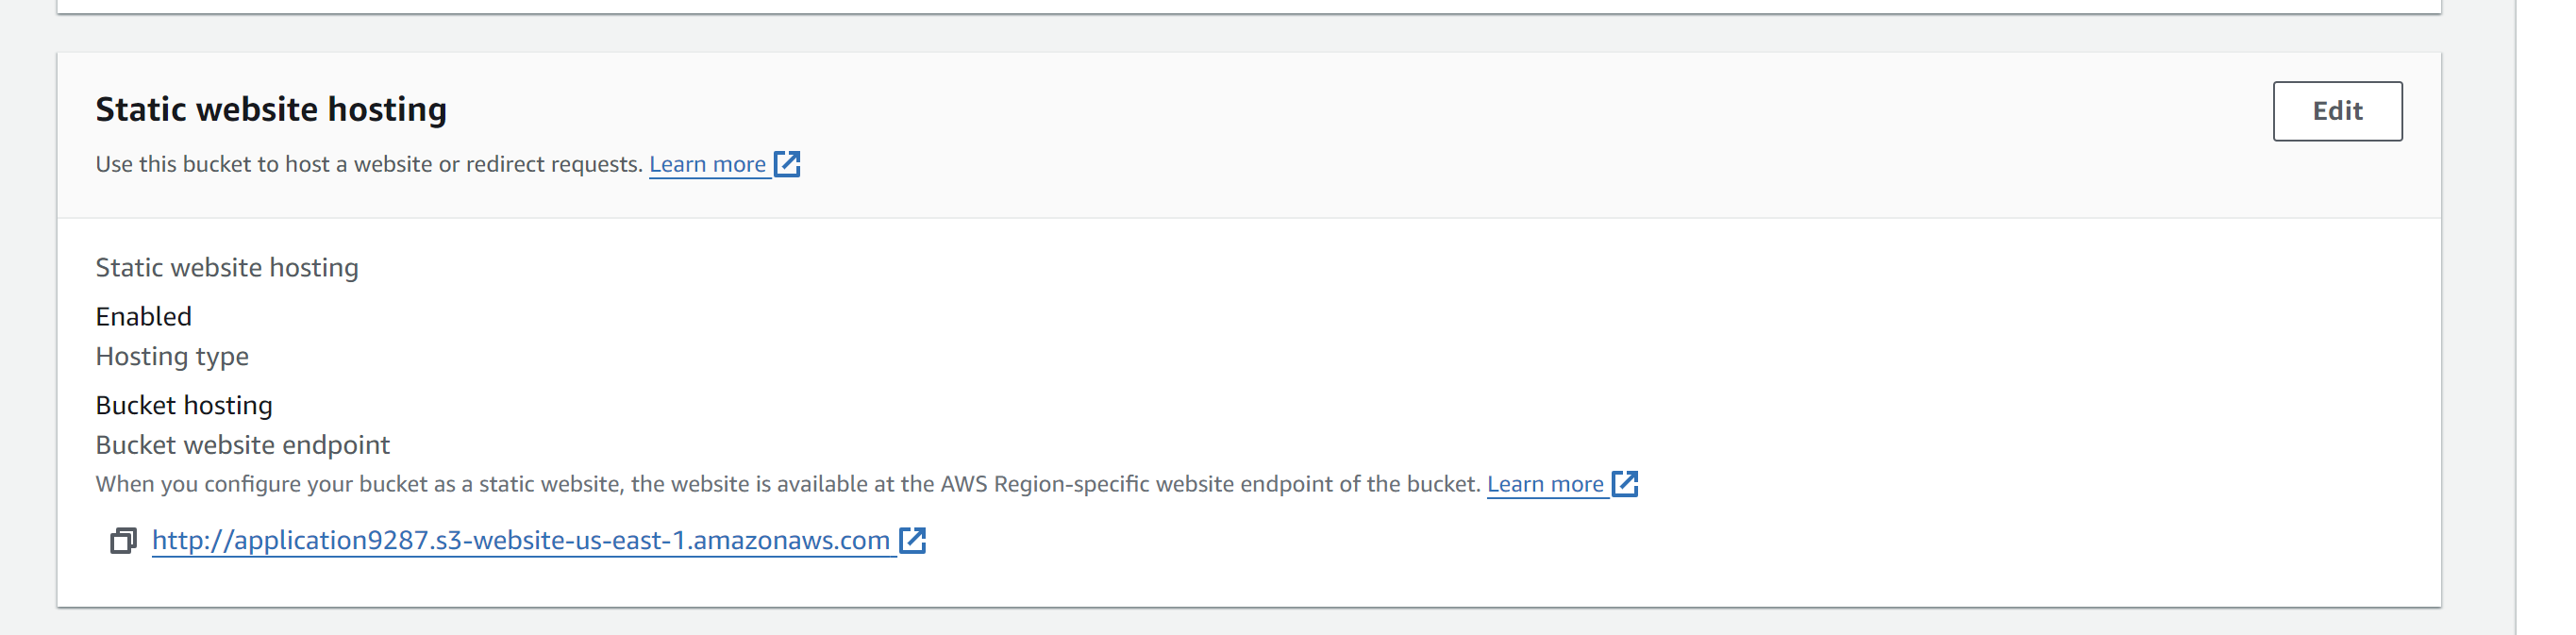 Static website hosting
Edit
Use this bucket to host a website or redirect requests. Learn more
Static website hosting
Enabled
Hosting type
Bucket hosting
Bucket website endpoint
When you configure your bucket as a static website, the website is available at the AWS Region-specific website endpoint of the bucket. Learn more
http://application9287.s3-website-us-east-1.amazonaws.com